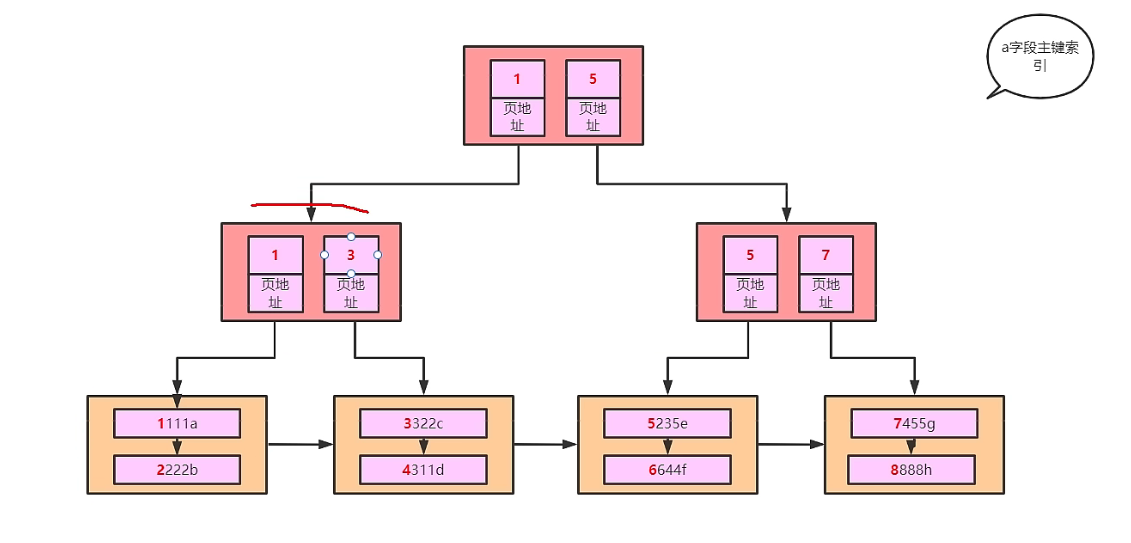 a字段主键索
引
1
5
页地
址
页地
址
1
3
页地
址
页地
址
5
7
页地
址
页地
址
1111a
2222b
3322c
4311d
5235e
6644f
7455g
8888h